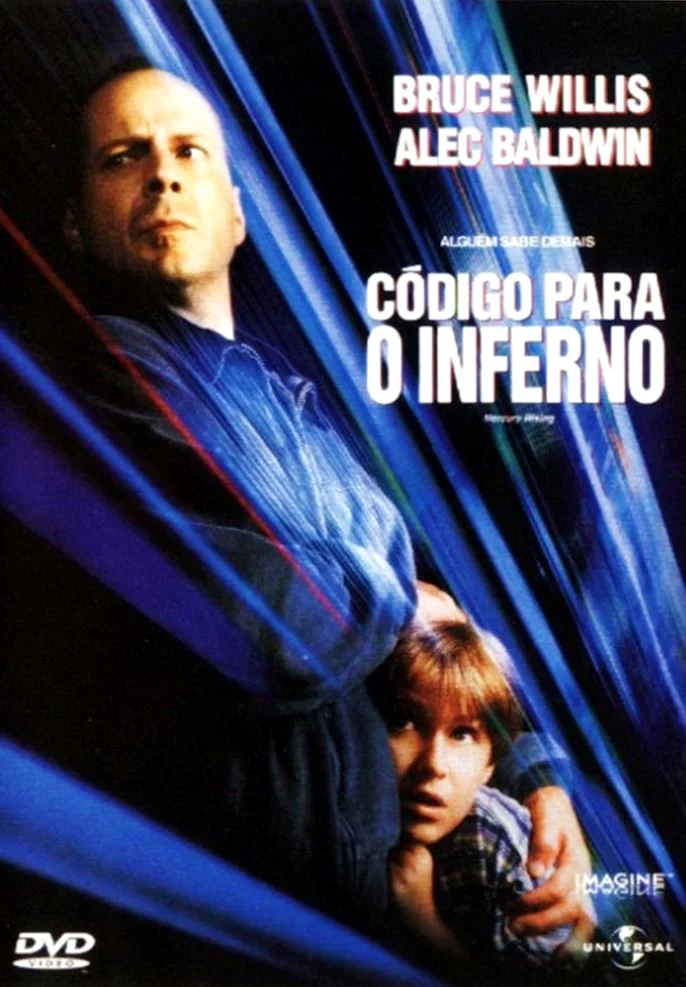 BRUCE WILLIS
ALEC BALDWIN
ALGUÉM SABE DEMAIS
CÓDIGO PARA
O INFERNO
Mercury Rising
IMAGINE
DVD
VIDEO
UNIVERSAL